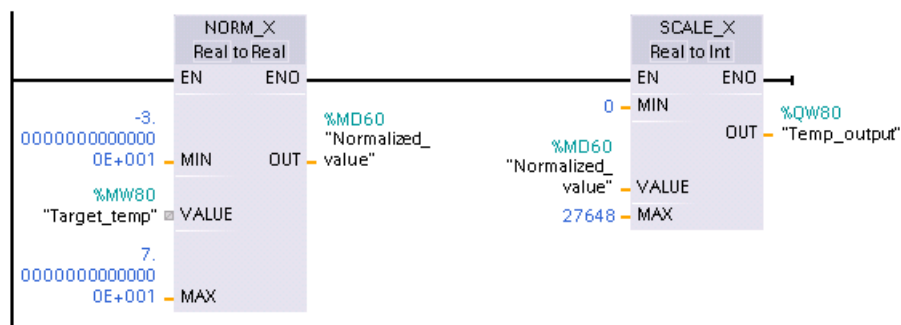 NORM_X
Real to Real
EN
ENO
-3.
0000000000000
0E+001
MIN
OUT
%MD60
"Normalized_
value"
%MW80
"Target_temp"
VALUE
7.
0000000000000
0E+001
MAX
SCALE_X
Real to Int
EN
ENO
0
MIN
OUT
%QW80
"Temp_output"
%MD60
"Normalized_
value"
VALUE
27648
MAX